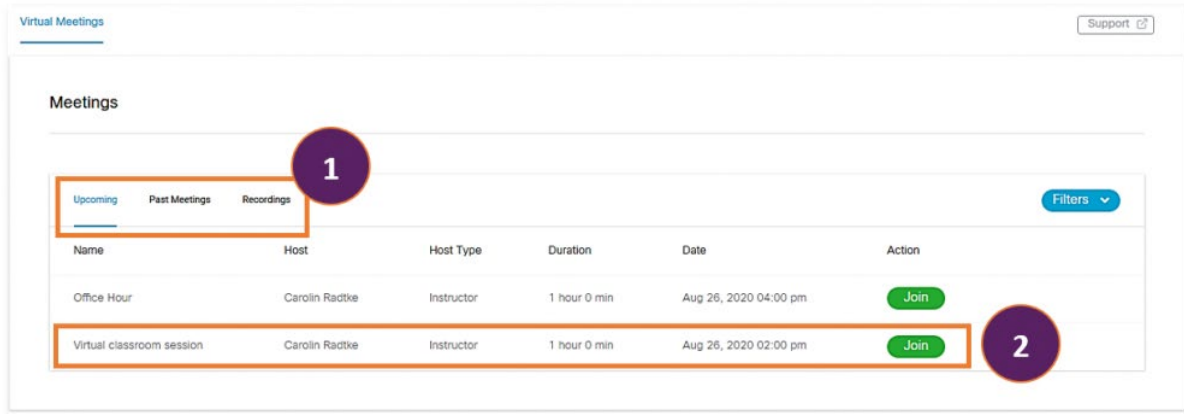 Virtual Meetings Support
Meetings
1
Upcoming Past Meetings Recordings Filters
Name Host Host Type Duration Date Action
Office Hour Carolin Radtke Instructor 1 hour 0 min Aug 26, 2020 04:00 pm Join
Virtual classroom session Carolin Radtke Instructor 1 hour 0 min Aug 26, 2020 02:00 pm Join 2